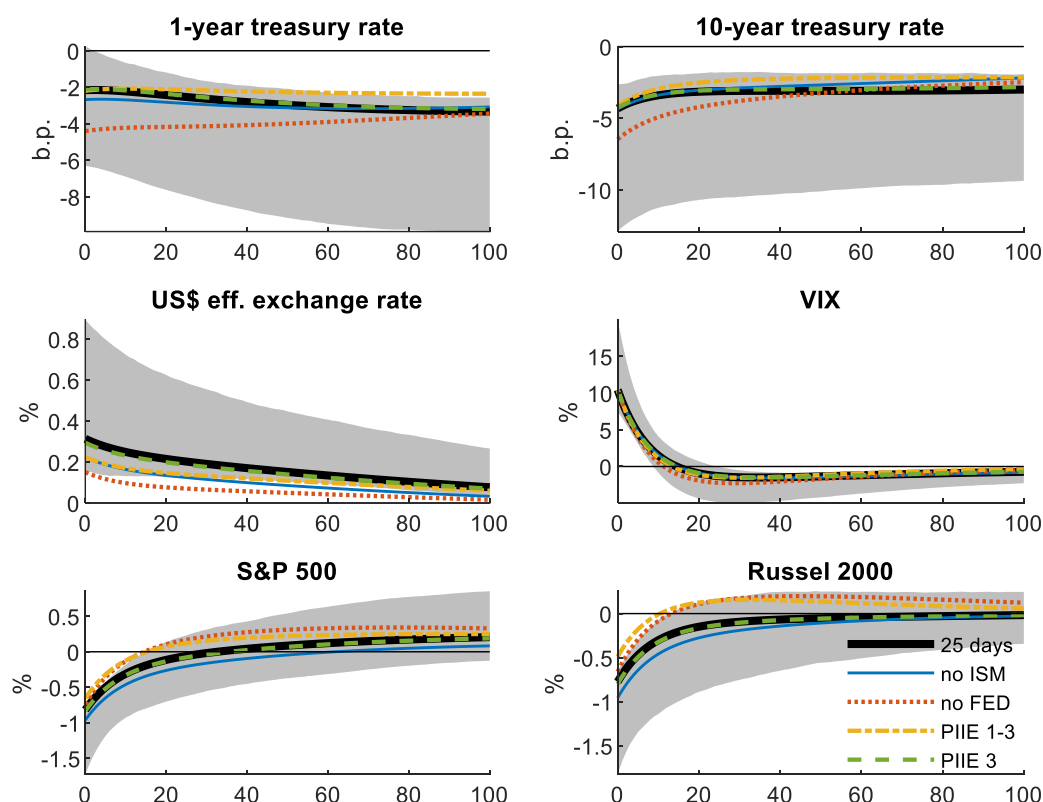 1-year treasury rate
0
-2
-4
-6
-8
b.p.
0 20 40 60 80 100
10-year treasury rate
0
-5
-10
b.p.
0 20 40 60 80 100
US$ eff. exchange rate
0.8
0.6
0.4
0.2
0
%
0 20 40 60 80 100
VIX
15
10
5
0
%
0 20 40 60 80 100
S&P 500
0.5
0
-0.5
-1
-1.5
%
0 20 40 60 80 100
Russel 2000
0
-0.5
-1
-1.5
%
0 20 40 60 80 100
25 days
no ISM
no FED
PIIE 1-3
PIIE 3